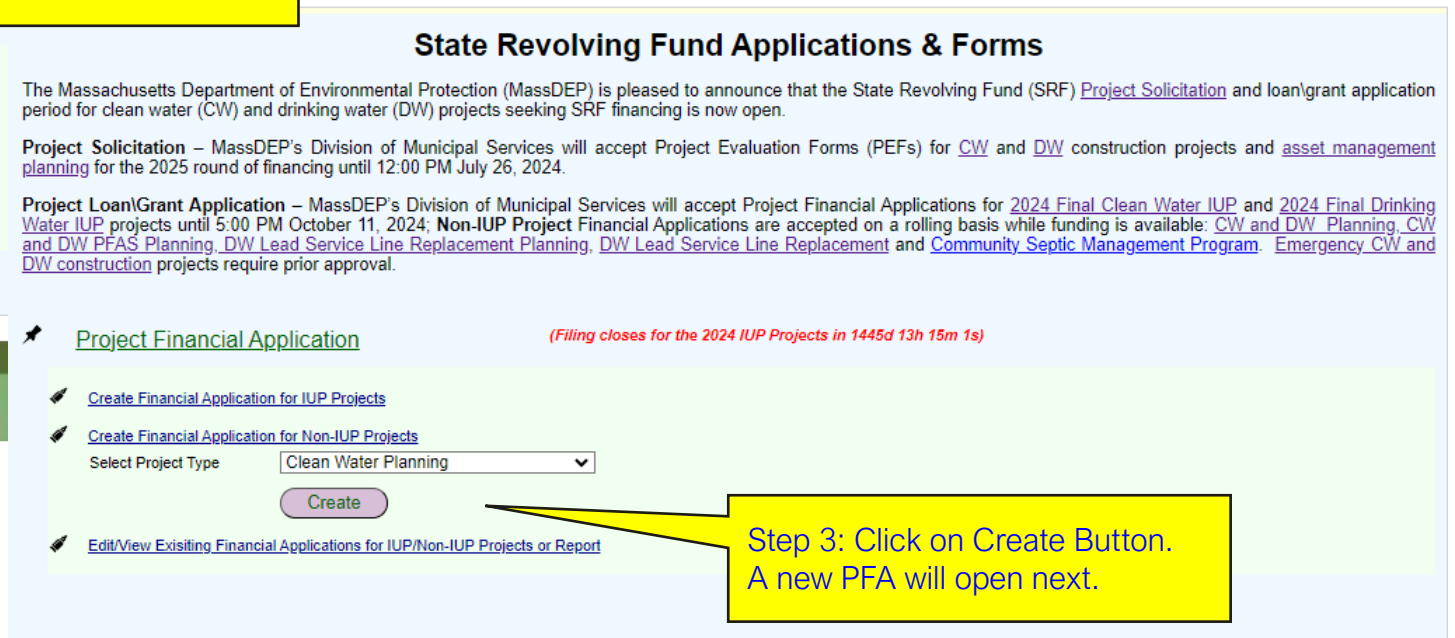 State Revolving Fund Applications & Forms
The Massachusetts Department of Environmental Protection (MassDEP) is pleased to announce that the State Revolving Fund (SRF) Project Solicitation and loan\grant application
period for clean water (CW) and drinking water (DW) projects seeking SRF financing is now open.
Project Solicitation – MassDEP's Division of Municipal Services will accept Project Evaluation Forms (PEFs) for CW and DW construction projects and asset management
planning for the 2025 round of financing until 12:00 PM July 26, 2024.
Project Loan\Grant Application – MassDEP's Division of Municipal Services will accept Project Financial Applications for 2024 Final Clean Water IUP and 2024 Final Drinking
Water IUP projects until 5:00 PM October 11, 2024; Non-IUP Project Financial Applications are accepted on a rolling basis while funding is available: CW and DW Planning, CW
and DW PFAS Planning, DW Lead Service Line Replacement Planning, DW Lead Service Line Replacement and Community Septic Management Program. Emergency CW and
DW construction projects require prior approval.
Project Financial Application (Filing closes for the 2024 IUP Projects in 1445d 13h 15m 1s)
Create Financial Application for IUP Projects
Create Financial Application for Non-IUP Projects
Select Project Type Clean Water Planning
Create
Edit/View Exisiting Financial Applications for IUP/Non-IUP Projects or Report
Step 3: Click on Create Button.
A new PFA will open next.